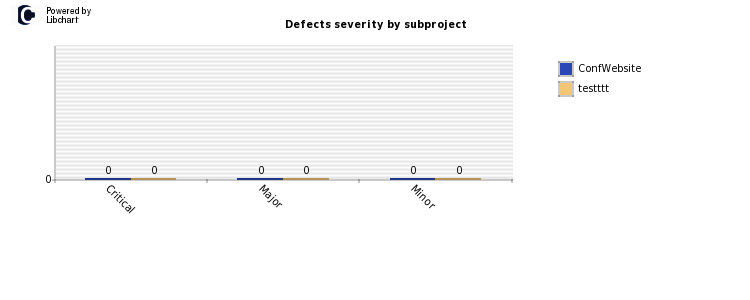 Powered by
Libchart
Defects severity by subproject
ConfWebsite
testttt
0 0 0 0 0 0
0
Critical
Major
Minor